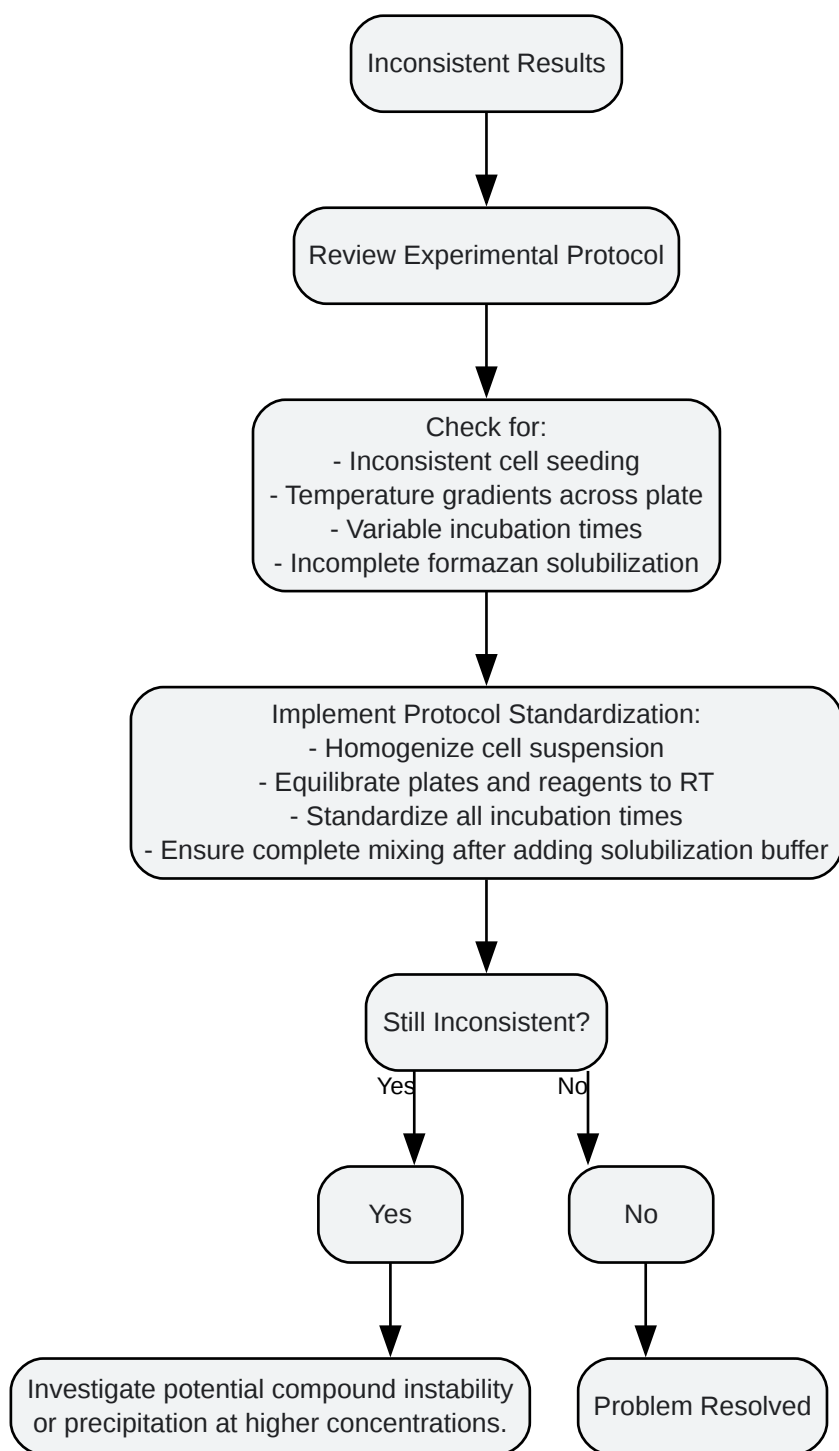 Inconsistent Results
Review Experimental Protocol
Check for:
- Inconsistent cell seeding
- Temperature gradients across plate
- Variable incubation times
- Incomplete formazan solubilization
Implement Protocol Standardization:
- Homogenize cell suspension
- Equilibrate plates and reagents to RT
- Standardize all incubation times
- Ensure complete mixing after adding solubilization buffer
Still Inconsistent?
Yes
No
Yes
No
Investigate potential compound instability
or precipitation at higher concentrations.
Problem Resolved